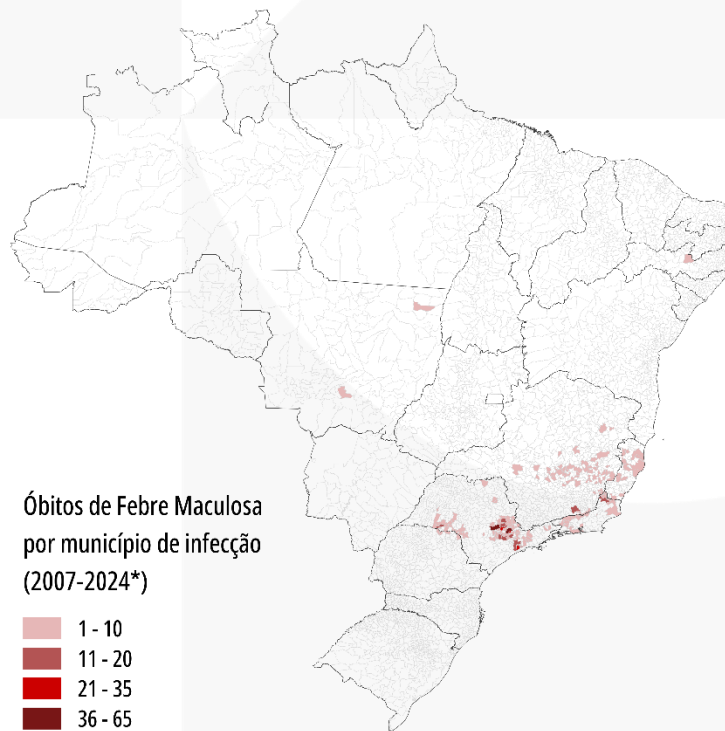 Óbitos de Febre Maculosa
por município de infecção
(2007-2024*)
1 - 10
11 - 20
21 - 35
36 - 65